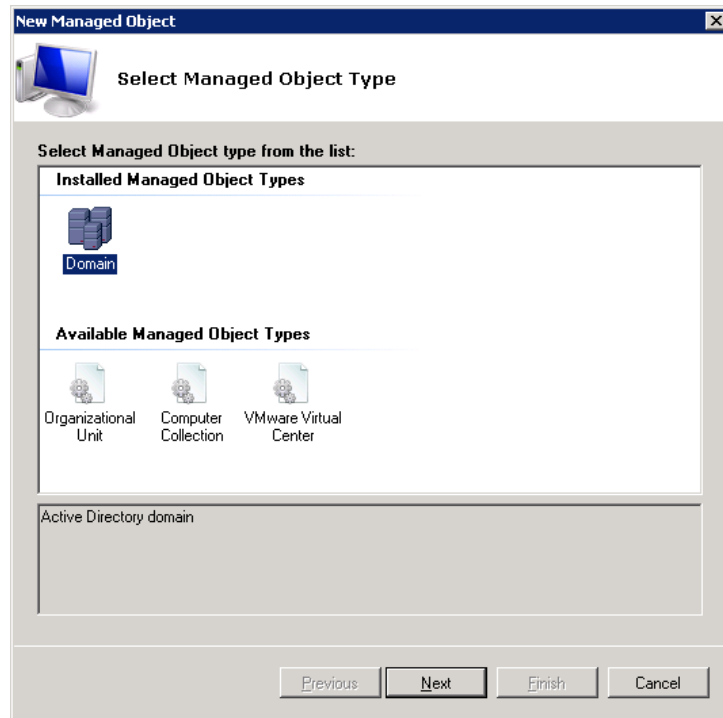 New Managed Object
Select Managed Object Type
Select Managed Object type from the list:
Installed Managed Object Types
Domain
Available Managed Object Types
Organizational Unit
Computer Collection
VMware Virtual Center
Active Directory domain
Previous
Next
Finish
Cancel